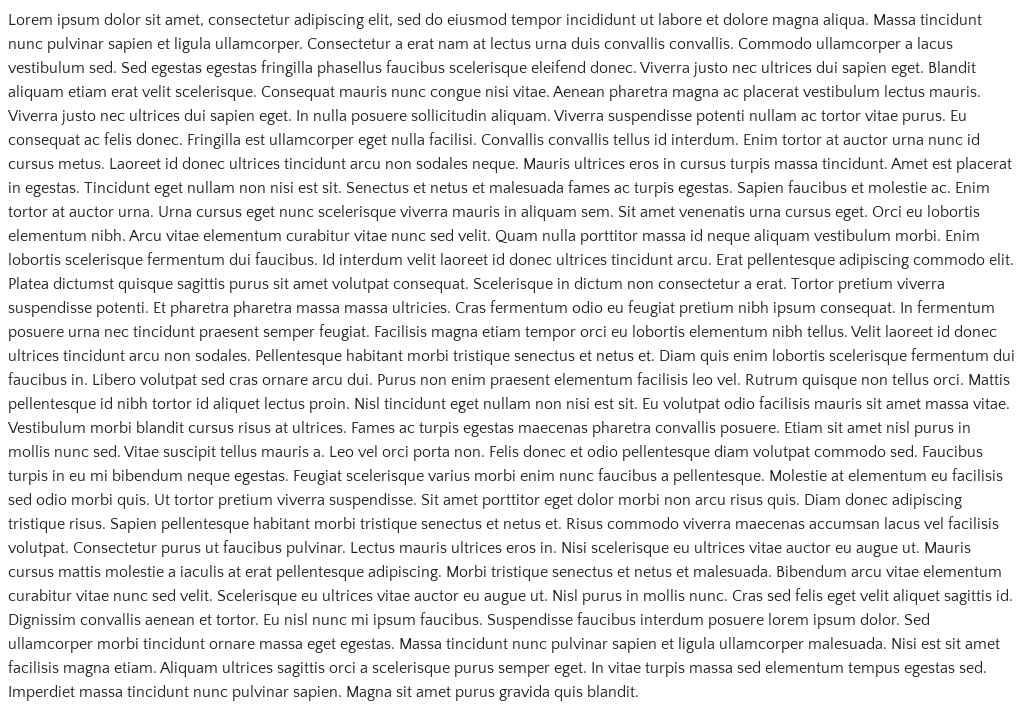 Lorem ipsum dolor sit amet, consectetur adipiscing elit, sed do eiusmod tempor incididunt ut labore et dolore magna aliqua. Massa tincidunt
nunc pulvinar sapien et ligula ullamcorper. Consectetur a erat nam at lectus urna duis convallis convallis. Commodo ullamcorper a lacus
vestibulum sed. Sed egestas egestas fringilla phasellus faucibus scelerisque eleifend donec. Viverra justo nec ultrices dui sapien eget. Blandit
aliquam etiam erat velit scelerisque. Consequat mauris nunc congue nisi vitae. Aenean pharetra magna ac placerat vestibulum lectus mauris.
Viverra justo nec ultrices dui sapien eget. In nulla posuere sollicitudin aliquam. Viverra suspendisse potenti nullam ac tortor vitae purus. Eu
consequat ac felis donec. Fringilla est ullamcorper eget nulla facilisi. Convallis convallis tellus id interdum. Enim tortor at auctor urna nunc id
cursus metus. Laoreet id donec ultrices tincidunt arcu non sodales neque. Mauris ultrices eros in cursus turpis massa tincidunt. Amet est placerat
in egestas. Tincidunt eget nullam non nisi est sit. Senectus et netus et malesuada fames ac turpis egestas. Sapien faucibus et molestie ac. Enim
tortor at auctor urna. Urna cursus eget nunc scelerisque viverra mauris in aliquam sem. Sit amet venenatis urna cursus eget. Orci eu lobortis
elementum nibh. Arcu vitae elementum curabitur vitae nunc sed velit. Quam nulla porttitor massa id neque aliquam vestibulum morbi. Enim
lobortis scelerisque fermentum dui faucibus. Id interdum velit laoreet id donec ultrices tincidunt arcu. Erat pellentesque adipiscing commodo elit.
Platea dictumst quisque sagittis purus sit amet volutpat consequat. Scelerisque in dictum non consectetur a erat. Tortor pretium viverra
suspendisse potenti. Et pharetra pharetra massa massa ultricies. Cras fermentum odio eu feugiat pretium nibh ipsum consequat. In fermentum
posuere urna nec tincidunt praesent semper feugiat. Facilisis magna etiam tempor orci eu lobortis elementum nibh tellus. Velit laoreet id donec
ultrices tincidunt arcu non sodales. Pellentesque habitant morbi tristique senectus et netus et. Diam quis enim lobortis scelerisque fermentum dui
faucibus in. Libero volutpat sed cras ornare arcu dui. Purus non enim praesent elementum facilisis leo vel. Rutrum quisque non tellus orci. Mattis
pellentesque id nibh tortor id aliquet lectus proin. Nisl tincidunt eget nullam non nisi est sit. Eu volutpat odio facilisis mauris sit amet massa vitae.
Vestibulum morbi blandit cursus risus at ultrices. Fames ac turpis egestas maecenas pharetra convallis posuere. Etiam sit amet nisl purus in
mollis nunc sed. Vitae suscipit tellus mauris a. Leo vel orci porta non. Felis donec et odio pellentesque diam volutpat commodo sed. Faucibus
turpis in eu mi bibendum neque egestas. Feugiat scelerisque varius morbi enim nunc faucibus a pellentesque. Molestie at elementum eu facilisis
sed odio morbi quis. Ut tortor pretium viverra suspendisse. Sit amet porttitor eget dolor morbi non arcu risus quis. Diam donec adipiscing
tristique risus. Sapien pellentesque habitant morbi tristique senectus et netus et. Risus commodo viverra maecenas accumsan lacus vel facilisis
volutpat. Consectetur purus ut faucibus pulvinar. Lectus mauris ultrices eros in. Nisi scelerisque eu ultrices vitae auctor eu augue ut. Mauris
cursus mattis molestie a iaculis at erat pellentesque adipiscing. Morbi tristique senectus et netus et malesuada. Bibendum arcu vitae elementum
curabitur vitae nunc sed velit. Scelerisque eu ultrices vitae auctor eu augue ut. Nisl purus in mollis nunc. Cras sed felis eget velit aliquet sagittis id.
Dignissim convallis aenean et tortor. Eu nisl nunc mi ipsum faucibus. Suspendisse faucibus interdum posuere lorem ipsum dolor. Sed
ullamcorper morbi tincidunt ornare massa eget egestas. Massa tincidunt nunc pulvinar sapien et ligula ullamcorper malesuada. Nisi est sit amet
facilisis magna etiam. Aliquam ultrices sagittis orci a scelerisque purus semper eget. In vitae turpis massa sed elementum tempus egestas sed.
Imperdiet massa tincidunt nunc pulvinar sapien. Magna sit amet purus gravida quis blandit.